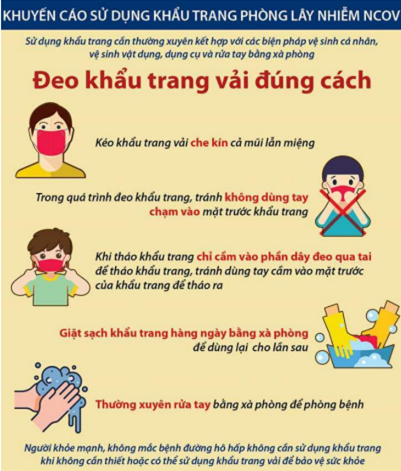 KHUYẾN CÁO SỬ DỤNG KHẨU TRANG PHÒNG LÂY NHIỄM NCOV
Sử dụng khẩu trang cần thường xuyên kết hợp với các biện pháp vệ sinh cá nhân,
vệ sinh vật dụng, dụng cụ và rửa tay bằng xà phòng
Đeo khẩu trang vải đúng cách
Kéo khẩu trang vải che kín cả mũi lẫn miệng
Trong quá trình đeo khẩu trang, tránh không dùng tay
chạm vào mặt trước khẩu trang
Khi tháo khẩu trang chỉ cầm vào phần dây đeo qua tai
để tháo khẩu trang, tránh dùng tay cầm vào mặt trước
của khẩu trang để tháo ra
Giặt sạch khẩu trang hàng ngày bằng xà phòng
để dùng lại cho lần sau
Thường xuyên rửa tay bằng xà phòng để phòng bệnh
Người khỏe mạnh, không mắc bệnh đường hô hấp không cần sử dụng khẩu trang
khi không cần thiết hoặc có thể sử dụng khẩu trang vải để bảo vệ sức khỏe